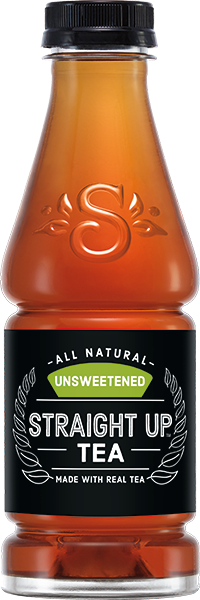 S
-ALL NATURAL-
UNSWEETENED
STRAIGHT UP
TEA
-MADE WITH REAL TEA-